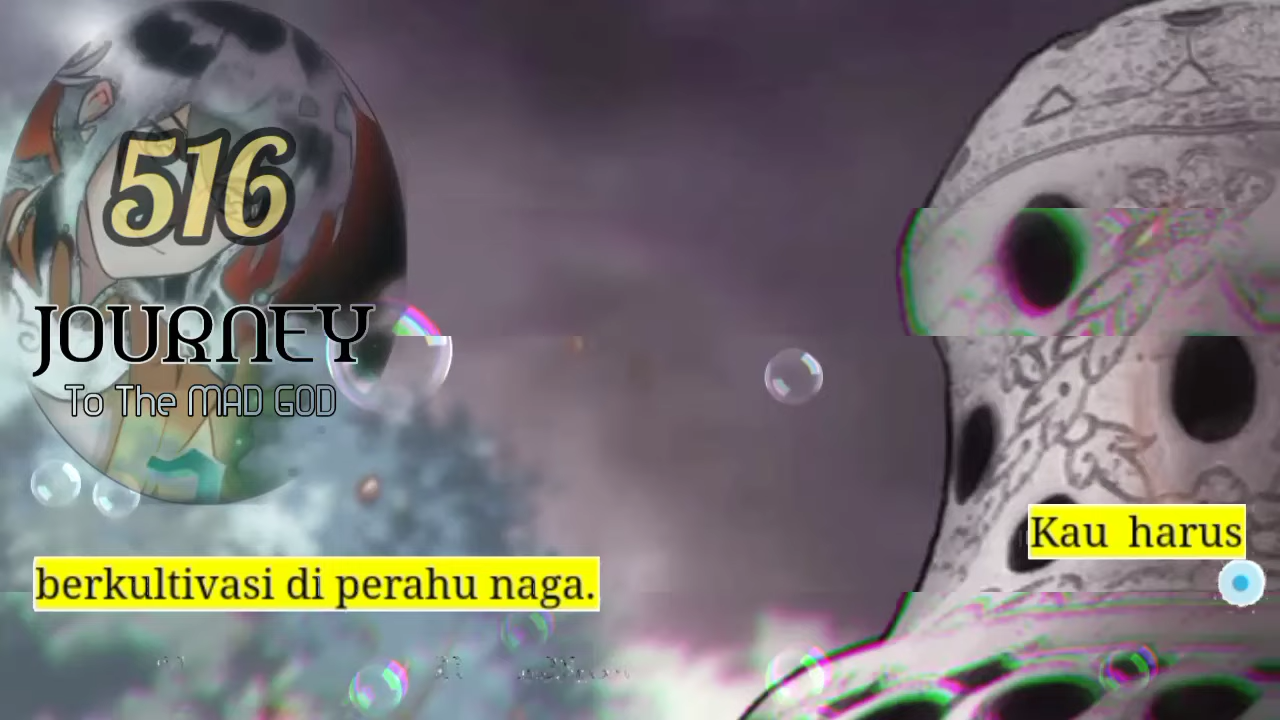 516
JOURNEY
To The MAD GOD
Kau harus
berkultivasi di perahu naga.